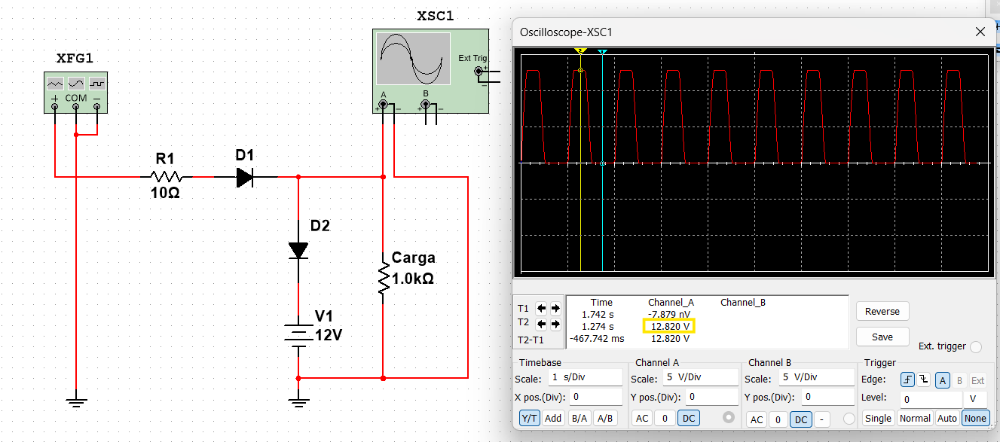 XSC1
Ext Trig
+
−
A
B
+ − + −
XFG1
+ COM −
R1
10Ω
D1
D2
Carga
1.0kΩ
V1
12V
Oscilloscope-XSC1
2 1
Time Channel_A Channel_B
T1 1.742 s -7.879 nV
T2 1.274 s 12.820 V
T2-T1 -467.742 ms 12.820 V
Reverse
Save
Ext. trigger
Timebase
Scale: 1 s/Div
X pos.(Div): 0
Y/T Add B/A A/B
Channel A
Scale: 5 V/Div
Y pos.(Div): 0
AC 0 DC
Channel B
Scale: 5 V/Div
Y pos.(Div): 0
AC 0 DC -
Trigger
Edge: A B Ext
Level: 0 V
Single Normal Auto None